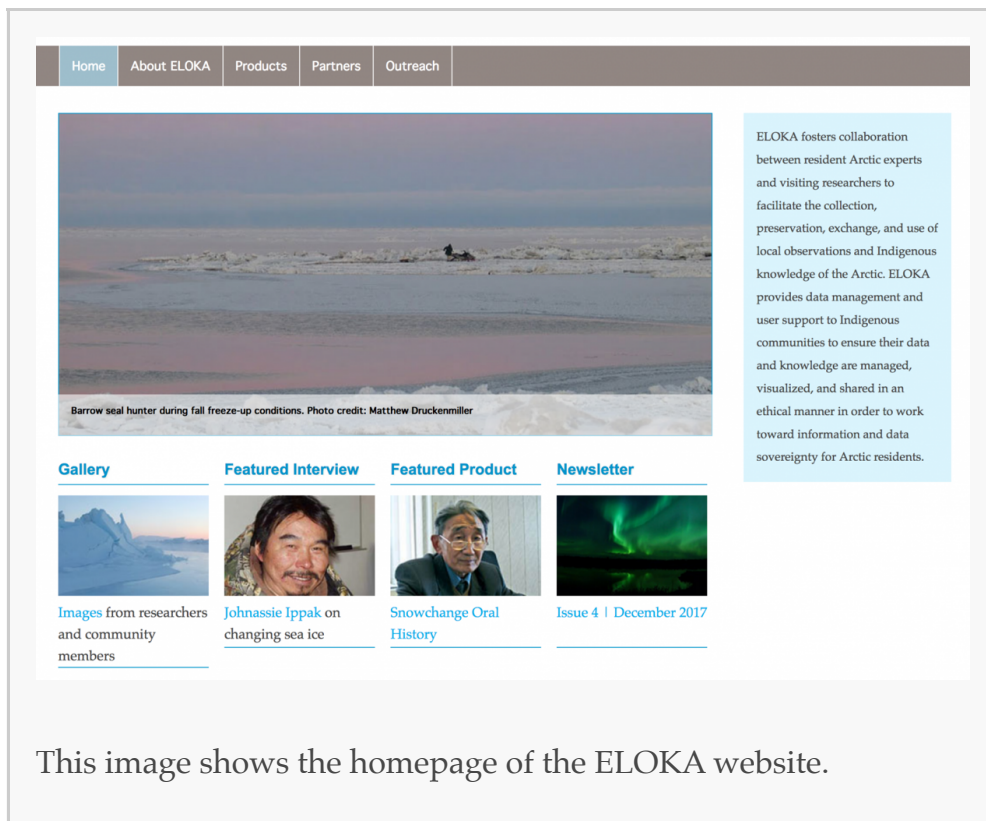 Home
About ELOKA
Products
Partners
Outreach
Barrow seal hunter during fall freeze-up conditions. Photo credit: Matthew Druckenmiller
ELOKA fosters collaboration
between resident Arctic experts
and visiting researchers to
facilitate the collection,
preservation, exchange, and use of
local observations and Indigenous
knowledge of the Arctic. ELOKA
provides data management and
user support to Indigenous
communities to ensure their data
and knowledge are managed,
visualized, and shared in an
ethical manner in order to work
toward information and data
sovereignty for Arctic residents.
Gallery
Images from researchers
and community
members
Featured Interview
Johnassie Ippak on
changing sea ice
Featured Product
Snowchange Oral
History
Newsletter
Issue 4 | December 2017
This image shows the homepage of the ELOKA website.